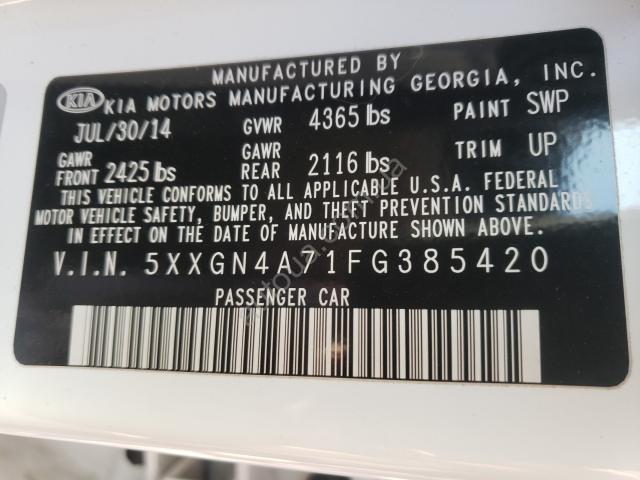 MANUFACTURED BY
KIA KIA MOTORS MANUFACTURING GEORGIA, INC.
JUL/30/14 GVWR 4365 lbs PAINT SWP
GAWR FRONT 2425 lbs GAWR REAR 2116 lbs TRIM UP
THIS VEHICLE CONFORMS TO ALL APPLICABLE U.S.A. FEDERAL
MOTOR VEHICLE SAFETY, BUMPER, AND THEFT PREVENTION STANDARDS
IN EFFECT ON THE DATE OF MANUFACTURE SHOWN ABOVE.
V.I.N. 5XXGN4A71FG385420
PASSENGER CAR